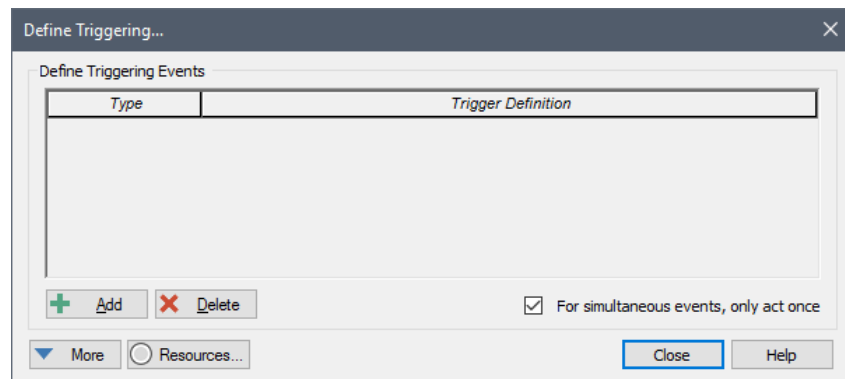 Define Triggering...
Define Triggering Events
Type Trigger Definition
Add Delete For simultaneous events, only act once
More Resources... Close Help